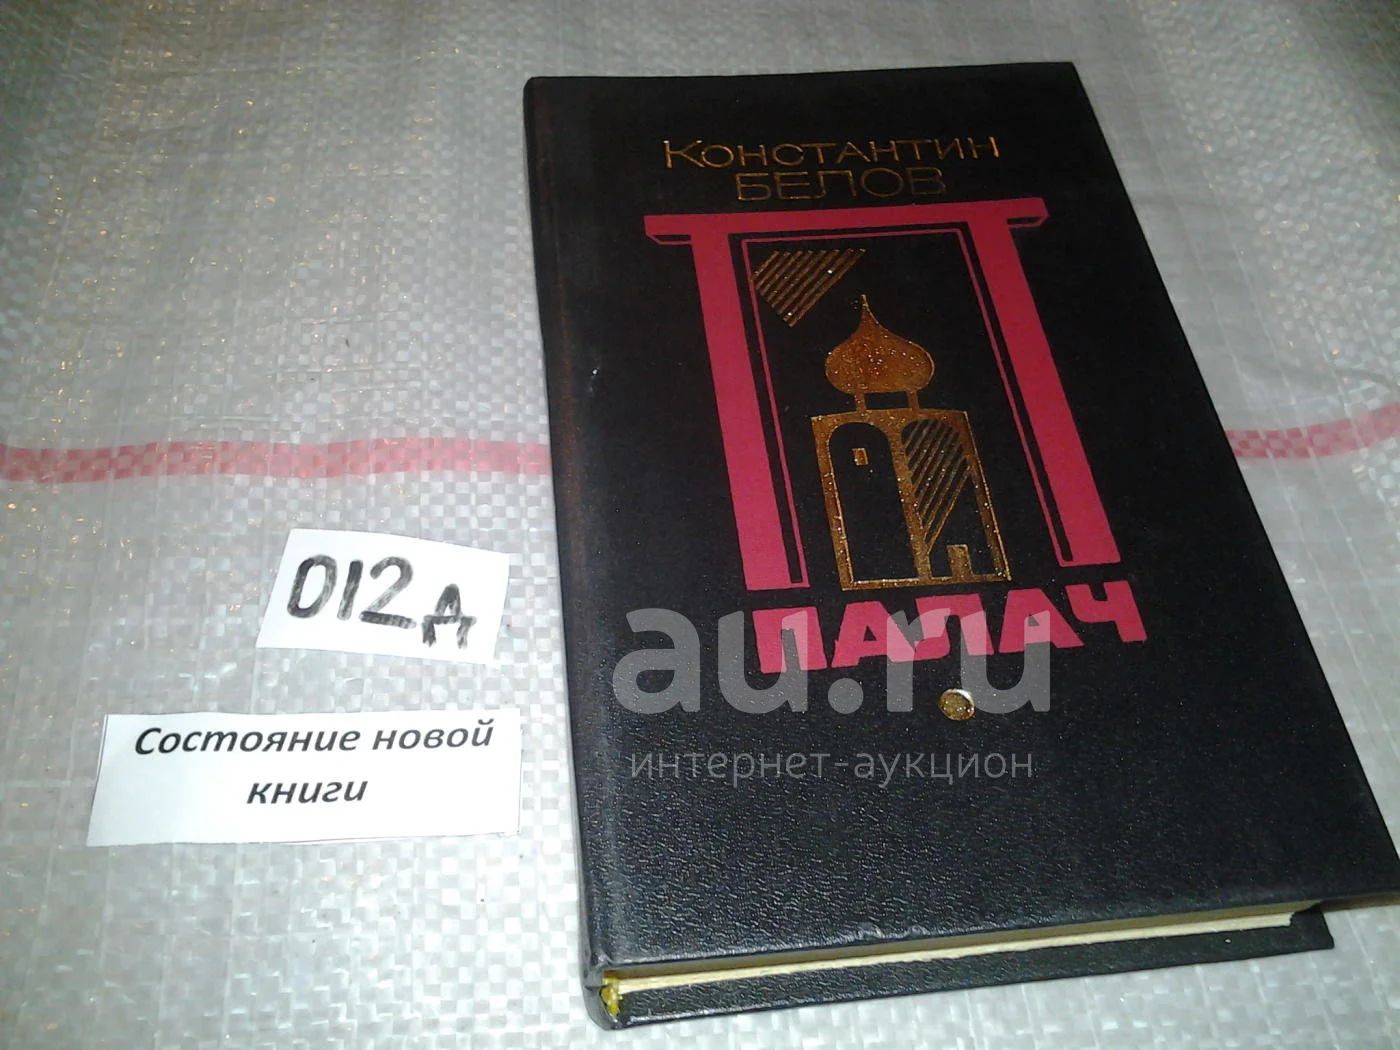 Константин
БЕЛОВ
ПАЛАЧ
012д
Состояние новой
книги
au.ru
интернет-аукцион